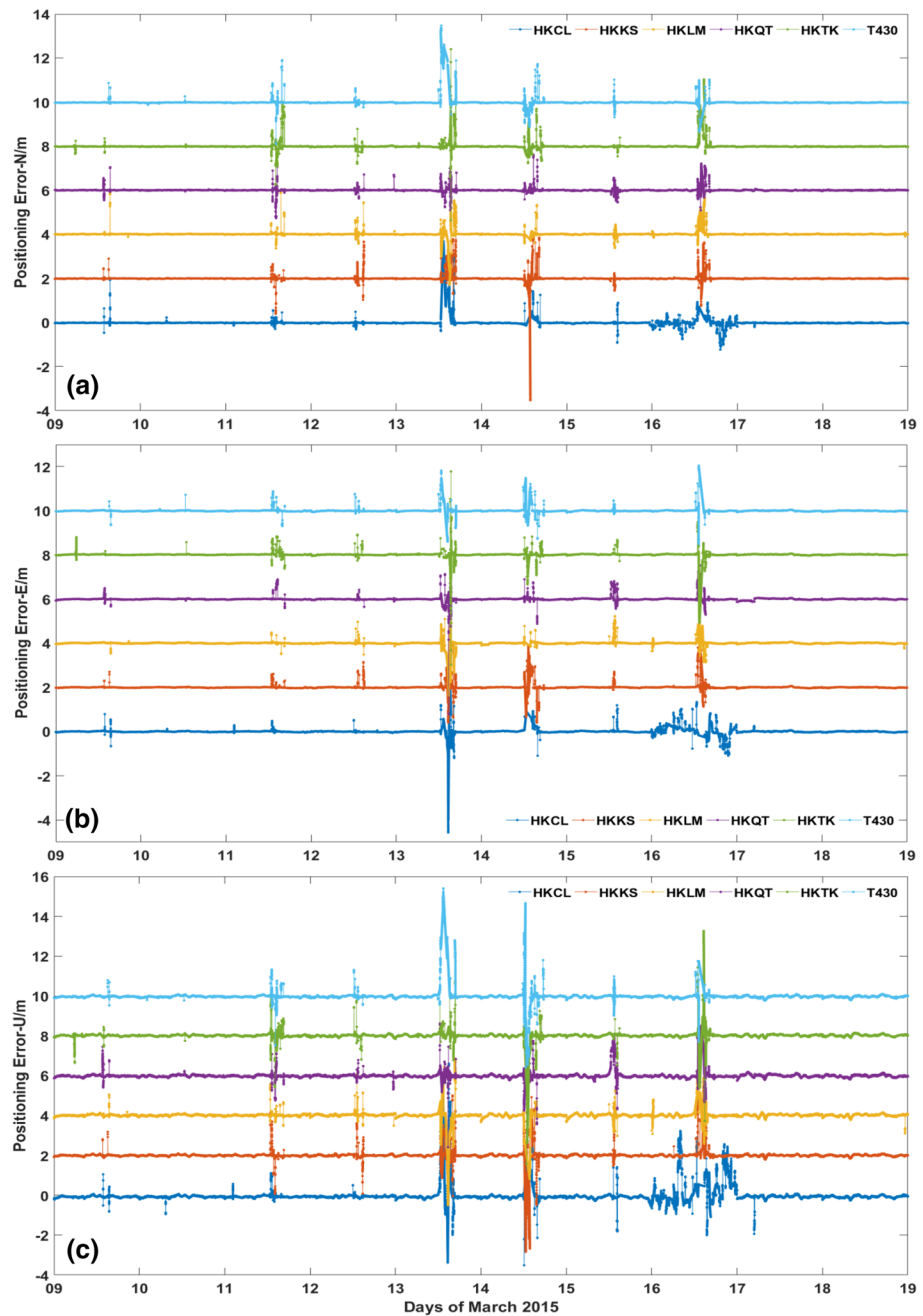 HKCL HKKS HKLM HKQT HKTK T430
Positioning Error-N/m
14
12
10
8
6
4
2
0
-2
-4
(a)
09 10 11 12 13 14 15 16 17 18 19
Positioning Error-E/m
12
10
8
6
4
2
0
-2
-4
(b)
HKCL HKKS HKLM HKQT HKTK T430
09 10 11 12 13 14 15 16 17 18 19
HKCL HKKS HKLM HKQT HKTK T430
Positioning Error-U/m
16
14
12
10
8
6
4
2
0
-2
-4
(c)
09 10 11 12 13 14 15 16 17 18 19
Days of March 2015